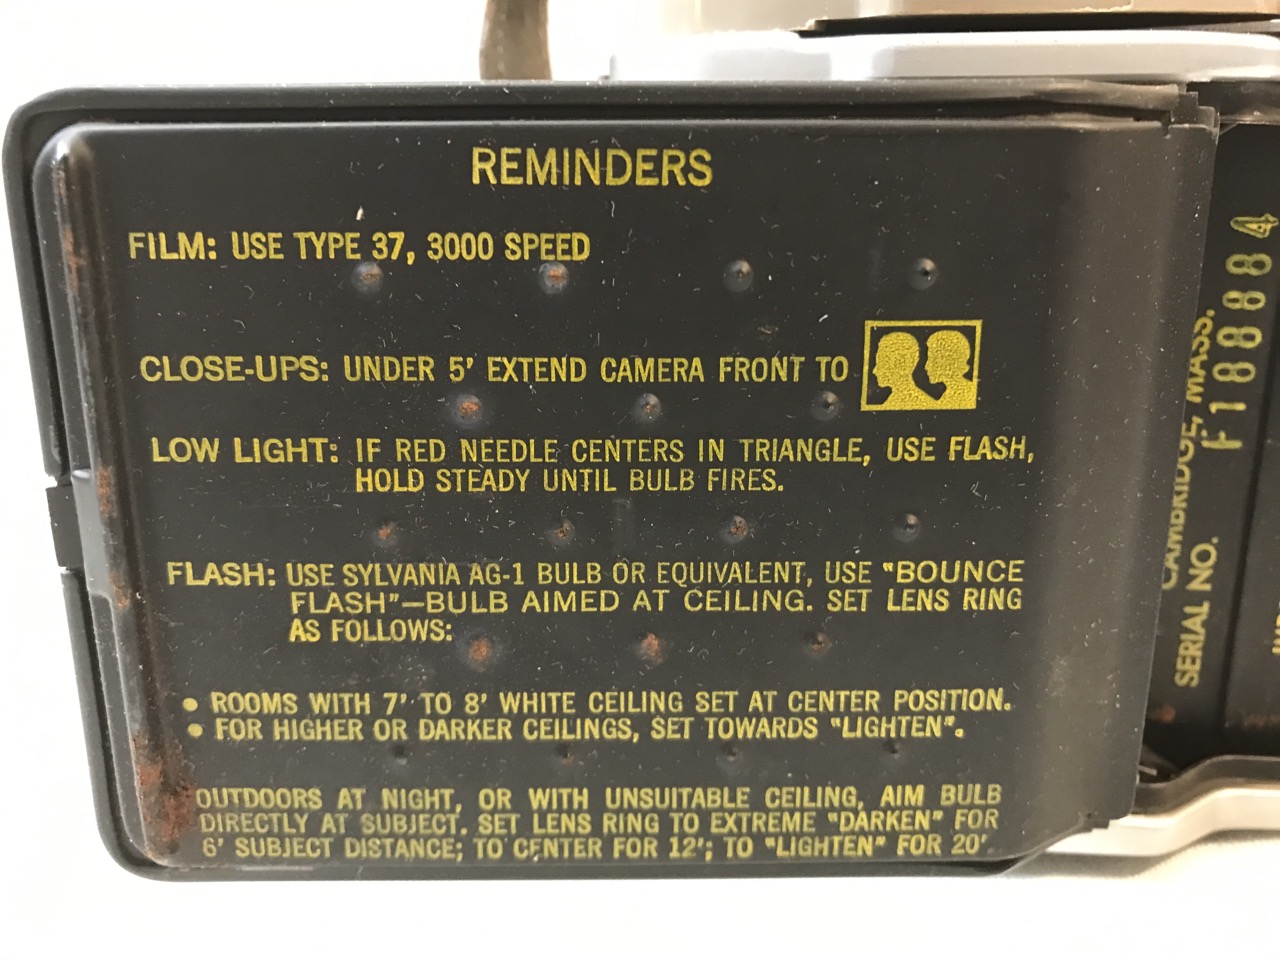 REMINDERS
FILM: USE TYPE 37, 3000 SPEED
CLOSE-UPS: UNDER 5' EXTEND CAMERA FRONT TO
LOW LIGHT: IF RED NEEDLE CENTERS IN TRIANGLE, USE FLASH,
HOLD STEADY UNTIL BULB FIRES.
FLASH: USE SYLVANIA AG-1 BULB OR EQUIVALENT, USE "BOUNCE
FLASH"—BULB AIMED AT CEILING. SET LENS RING
AS FOLLOWS:
• ROOMS WITH 7' TO 8' WHITE CEILING SET AT CENTER POSITION.
• FOR HIGHER OR DARKER CEILINGS, SET TOWARDS "LIGHTEN".
OUTDOORS AT NIGHT, OR WITH UNSUITABLE CEILING, AIM BULB
DIRECTLY AT SUBJECT. SET LENS RING TO EXTREME "DARKEN" FOR
6' SUBJECT DISTANCE; TO CENTER FOR 12'; TO "LIGHTEN" FOR 20'.
CAMBRIDGE, MASS.
SERIAL NO. F188884